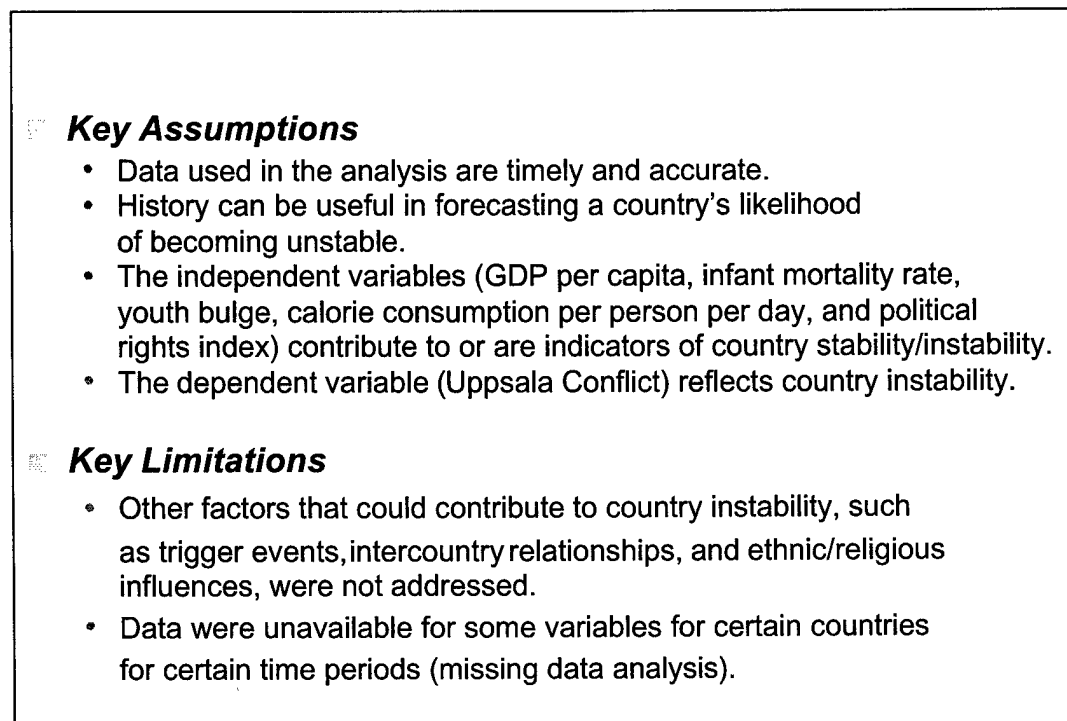 Key Assumptions
• Data used in the analysis are timely and accurate.
• History can be useful in forecasting a country's likelihood
of becoming unstable.
• The independent variables (GDP per capita, infant mortality rate,
youth bulge, calorie consumption per person per day, and political
rights index) contribute to or are indicators of country stability/instability.
• The dependent variable (Uppsala Conflict) reflects country instability.
Key Limitations
• Other factors that could contribute to country instability, such
as trigger events, intercountry relationships, and ethnic/religious
influences, were not addressed.
• Data were unavailable for some variables for certain countries
for certain time periods (missing data analysis).